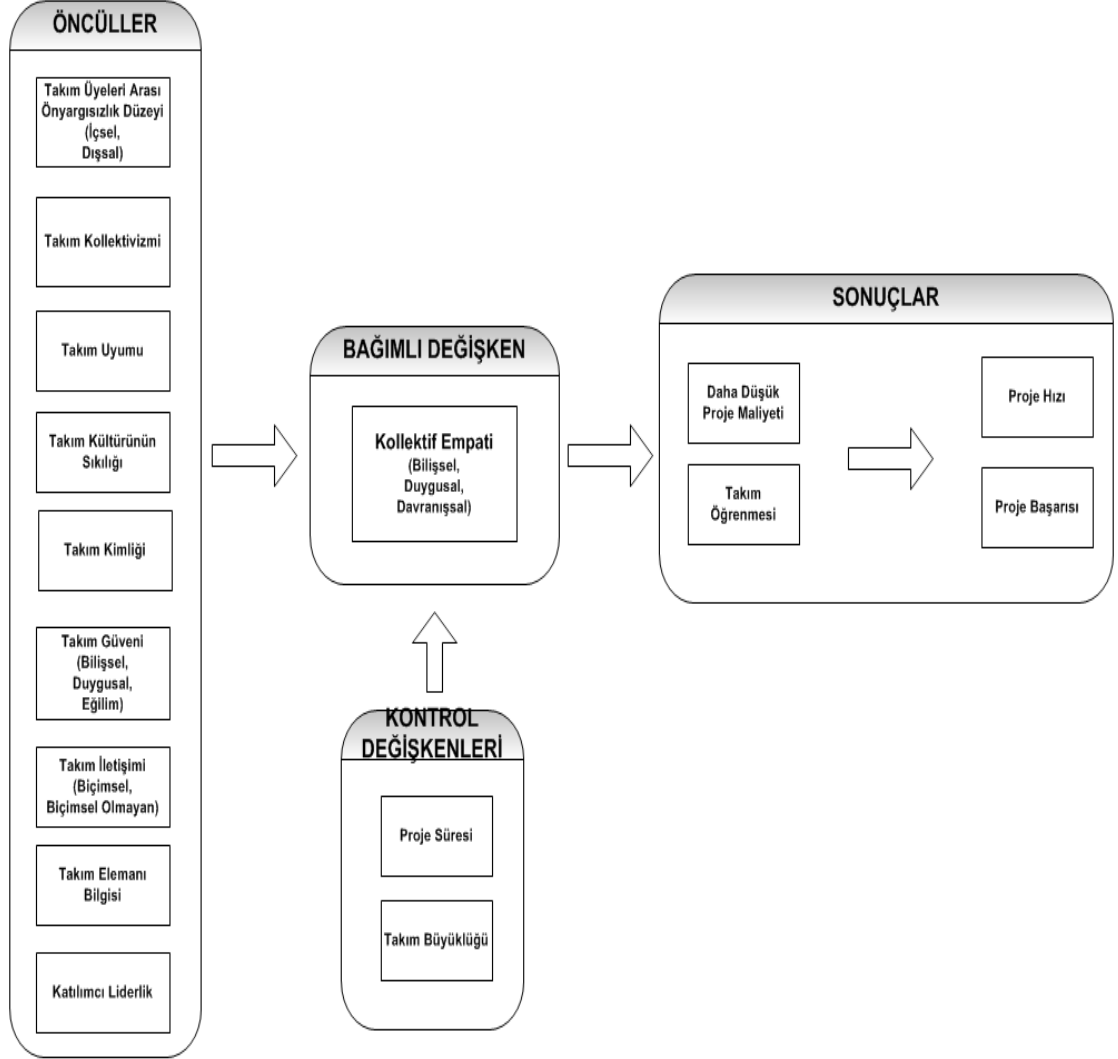 ÖNCÜLLER
Takım Üyeleri Arası
Önyargısızlık Düzeyi
(İçsel,
Dışsal)
Takım Kollektivizmi
Takım Uyumu
Takım Kültürünün
Sıkılığı
Takım Kimliği
Takım Güveni
(Bilişsel,
Duygusal,
Eğilim)
Takım İletişimi
(Biçimsel,
Biçimsel Olmayan)
Takım Elemanı
Bilgisi
Katılımcı Liderlik
BAĞIMLI DEĞİŞKEN
Kollektif Empati
(Bilişsel,
Duygusal,
Davranışsal)
KONTROL
DEĞİŞKENLERİ
Proje Süresi
Takım Büyüklüğü
SONUÇLAR
Daha Düşük
Proje Maliyeti
Takım
Öğrenmesi
Proje Hızı
Proje Başarısı